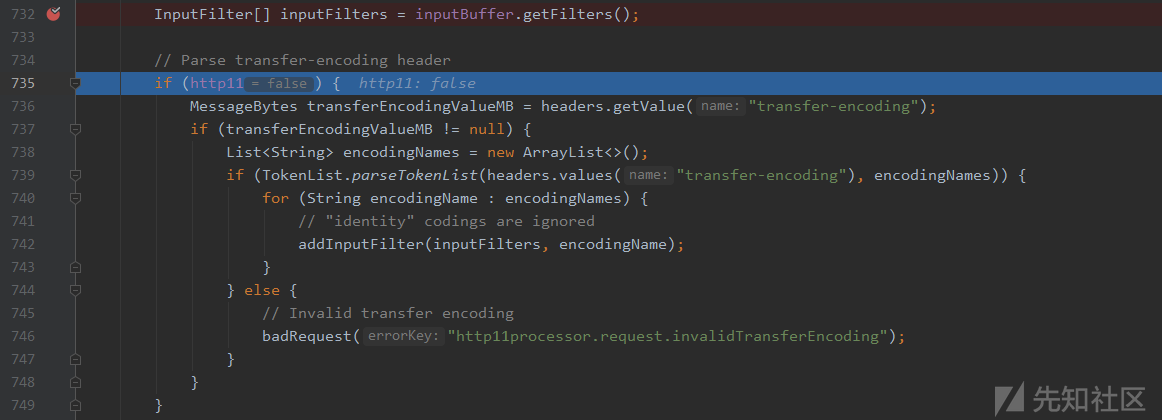 732 InputFilter[] inputFilters = inputBuffer.getFilters();
733
734 // Parse transfer-encoding header
735 if (http11 = false ) { http11: false
736 MessageBytes transferEncodingValueMB = headers.getValue( name: "transfer-encoding");
737 if (transferEncodingValueMB != null) {
738 List<String> encodingNames = new ArrayList<>();
739 if (TokenList.parseTokenList(headers.values( name: "transfer-encoding"), encodingNames)) {
740 for (String encodingName : encodingNames) {
741 // "identity" codings are ignored
742 addInputFilter(inputFilters, encodingName);
743 }
744 } else {
745 // Invalid transfer encoding
746 badRequest( errorKey: "http11processor.request.invalidTransferEncoding");
747 }
748 }
749 }
先知社区